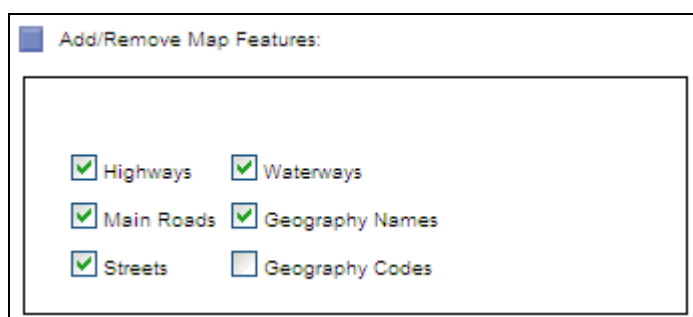 Add/Remove Map Features:
Highways Waterways
Main Roads Geography Names
Streets Geography Codes